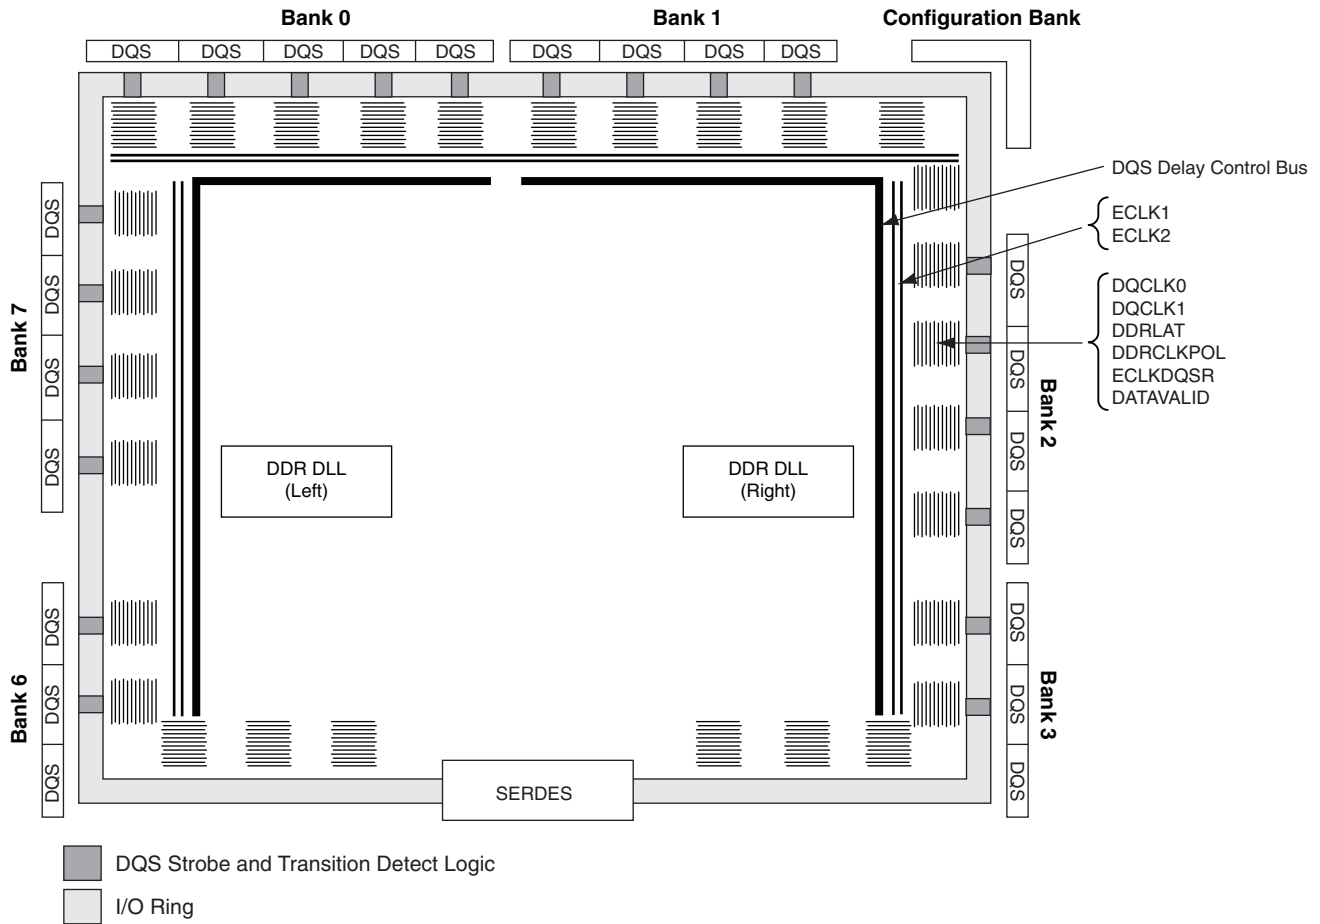 Bank 0
Bank 1
Configuration Bank
DQS DQS DQS DQS DQS
DQS DQS DQS DQS
DQS Delay Control Bus
ECLK1
ECLK2
DQCLK0
DQCLK1
DDRLAT
DDRCLKPOL
ECLKDQSR
DATAVALID
Bank 7
DQS
DQS
DQS
DQS
Bank 6
DQS
DQS
DQS
DDR DLL
(Left)
DDR DLL
(Right)
DQS
DQS
DQS
DQS
Bank 2
DQS
DQS
DQS
Bank 3
SERDES
DQS Strobe and Transition Detect Logic
I/O Ring